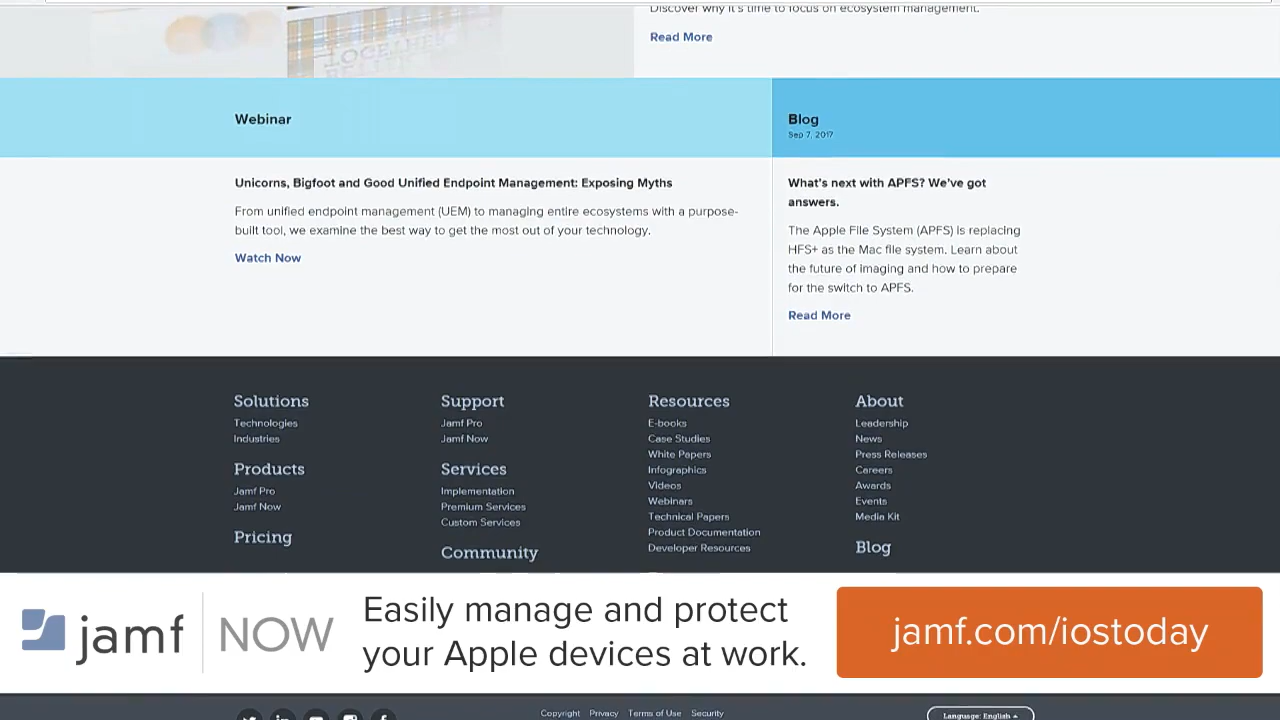 Discover why it's time to focus on ecosystem management.
Read More
Webinar
Blog
Sep 7, 2017
Unicorns, Bigfoot and Good Unified Endpoint Management: Exposing Myths
From unified endpoint management (UEM) to managing entire ecosystems with a purpose-
built tool, we examine the best way to get the most out of your technology.
Watch Now
What's next with APFS? We've got
answers.
The Apple File System (APFS) is replacing
HFS+ as the Mac file system. Learn about
the future of imaging and how to prepare
for the switch to APFS.
Read More
Solutions
Technologies
Industries
Products
Jamf Pro
Jamf Now
Pricing
Support
Jamf Pro
Jamf Now
Services
Implementation
Premium Services
Custom Services
Community
Resources
E-books
Case Studies
White Papers
Infographics
Videos
Webinars
Technical Papers
Product Documentation
Developer Resources
About
Leadership
News
Press Releases
Careers
Awards
Events
Media Kit
Blog
jamf NOW
Easily manage and protect
your Apple devices at work.
jamf.com/iostoday
Copyright Privacy Terms of Use Security
Language: English